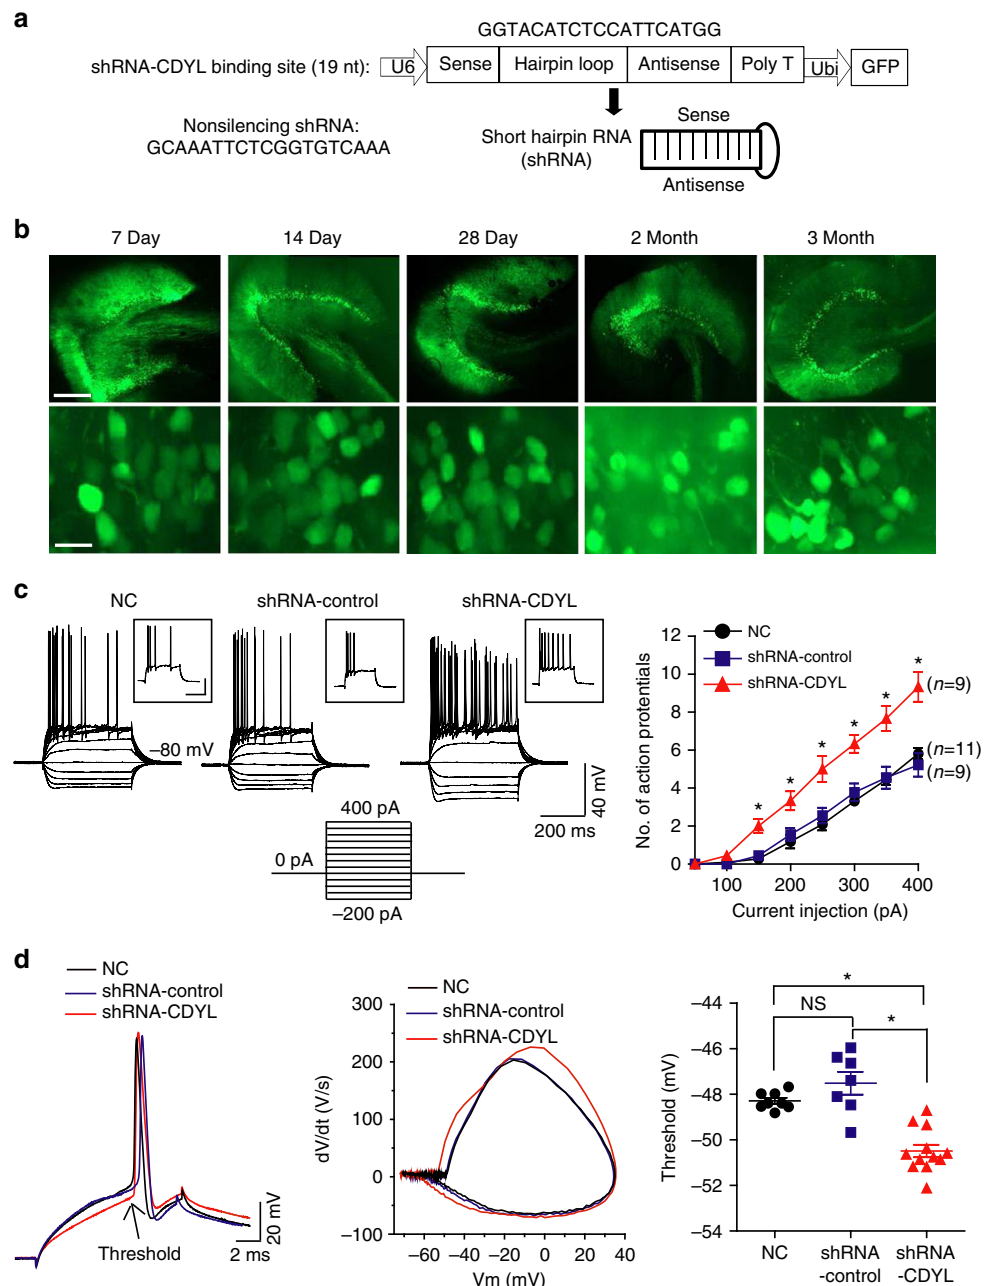 a
GGTACATCTCCATTCATGG
shRNA-CDYL binding site (19 nt):
U6
Sense
Hairpin loop
Antisense
Poly T
Ubi
GFP
Nonsilencing shRNA:
GCAAATTCTCGGTGTCAAA
Short hairpin RNA
(shRNA)
Sense
Antisense
b
7 Day
14 Day
28 Day
2 Month
3 Month
c
NC
shRNA-control
shRNA-CDYL
–80 mV
40 mV
200 ms
400 pA
0 pA
–200 pA
NC
shRNA-control
shRNA-CDYL
No. of action potentials
12
10
8
6
4
2
0
* * * * * *
(n=9)
(n=11)
(n=9)
100 200 300 400
Current injection (pA)
d
NC
shRNA-control
shRNA-CDYL
Threshold
20 mV
2 ms
NC
shRNA-control
shRNA-CDYL
dV/dt (V/s)
300
200
100
0
–100
–60 –40 –20 0 20 40
Vm (mV)
Threshold (mV)
–44
–46
–48
–50
–52
–54
*
NS
*
NC
shRNA
-control
shRNA
-CDYL